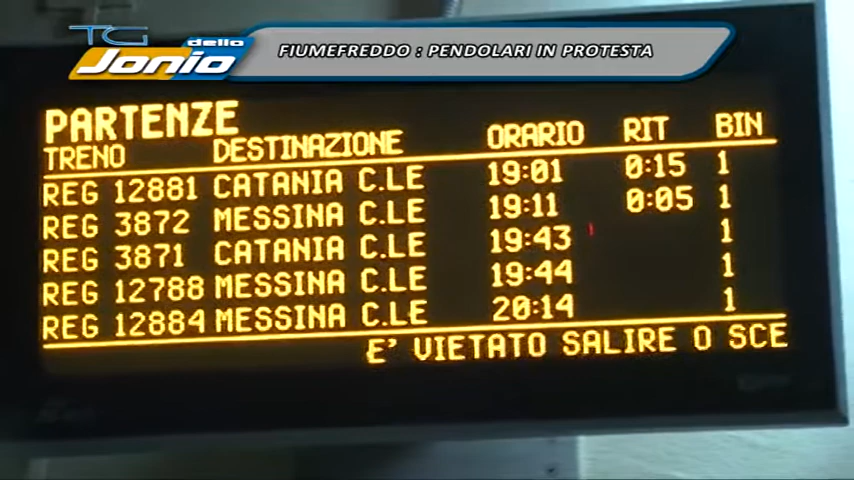 TG dello Jonio
FIUMEFREDDO : PENDOLARI IN PROTESTA
PARTENZE
TRENO DESTINAZIONE ORARIO RIT BIN
REG 12881 CATANIA C.LE 19:01 0:15 1
REG 3872 MESSINA C.LE 19:11 0:05 1
REG 3871 CATANIA C.LE 19:43 1
REG 12788 MESSINA C.LE 19:44 1
REG 12884 MESSINA C.LE 20:14 1
E' VIETATO SALIRE O SCE